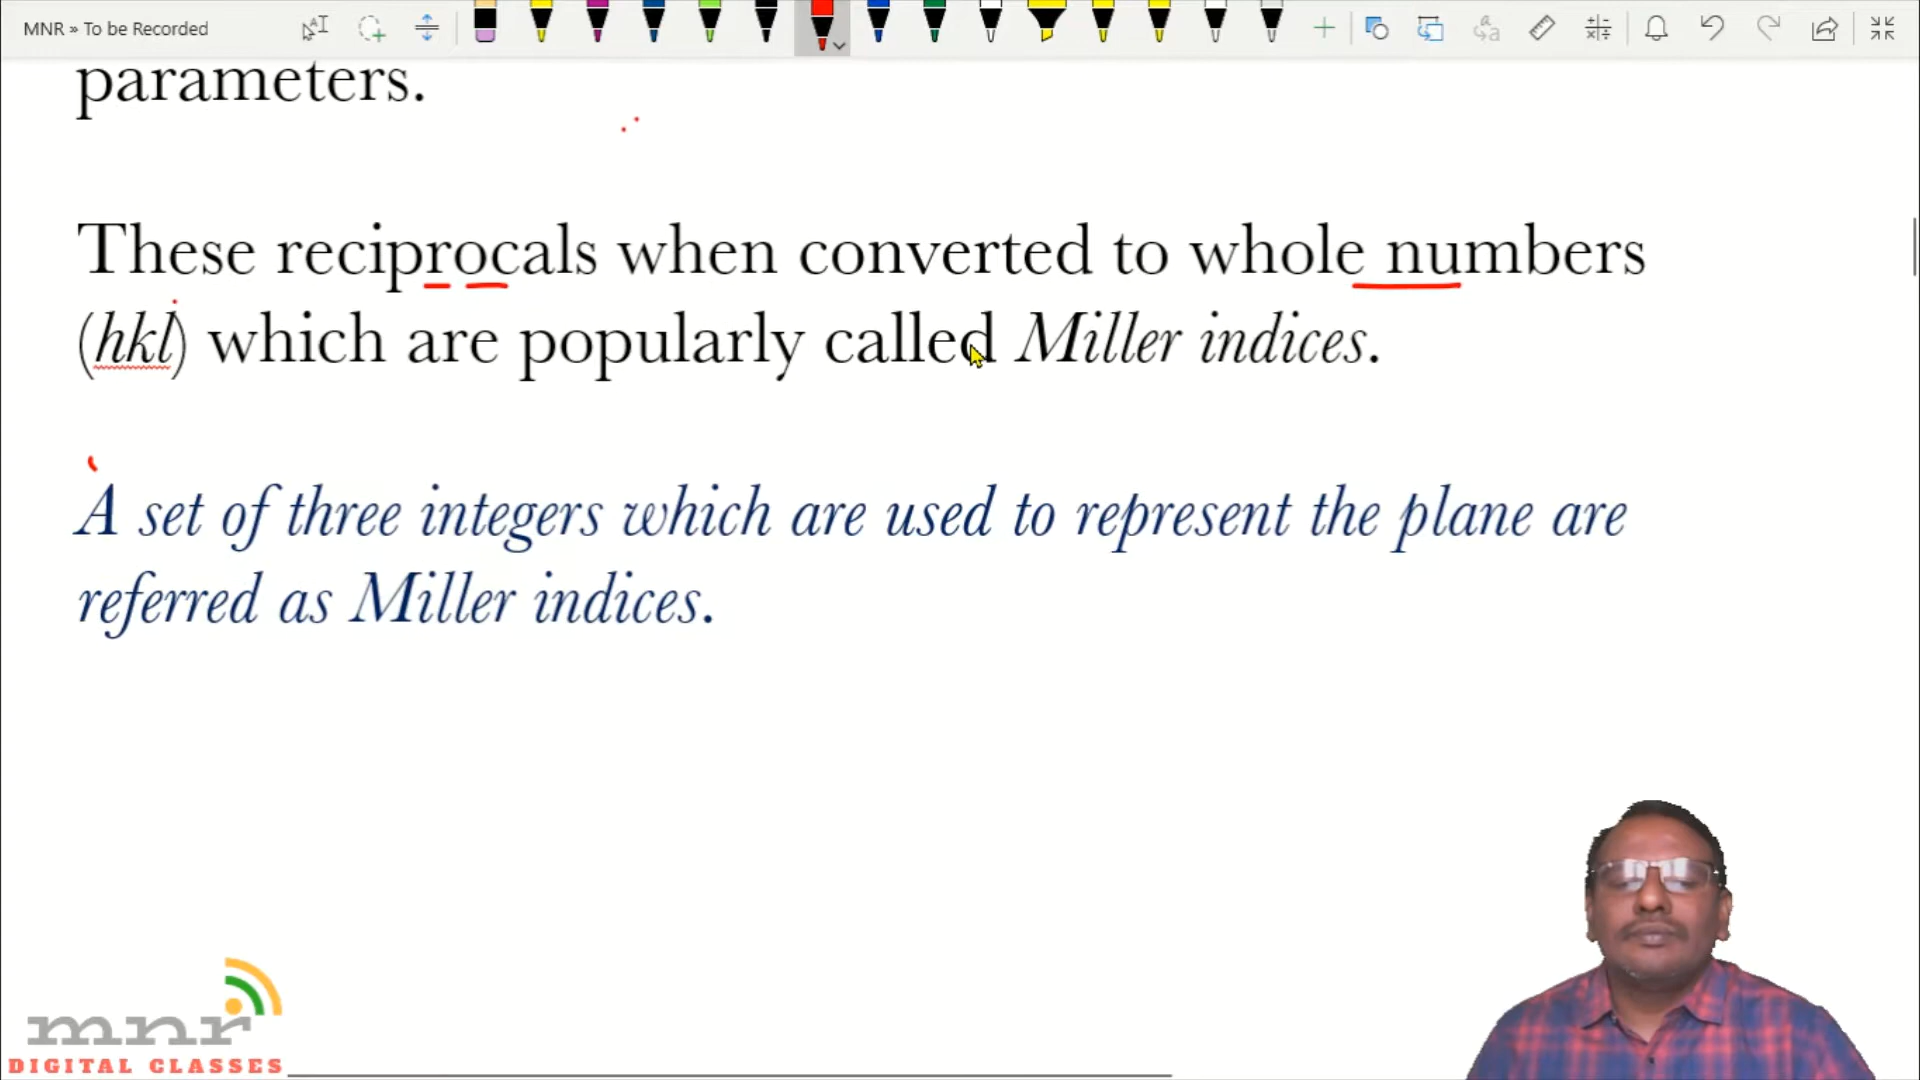 MNR » To be Recorded
parameters.
These reciprocals when converted to whole numbers
(hkl) which are popularly called Miller indices.
A set of three integers which are used to represent the plane are
referred as Miller indices.
mnr
DIGITAL CLASSES